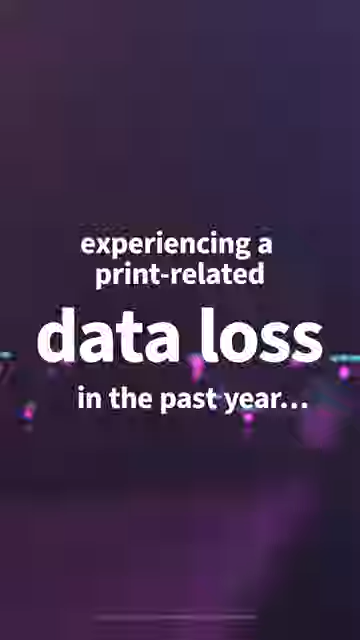 experiencing a
print-related
data loss
in the past year...